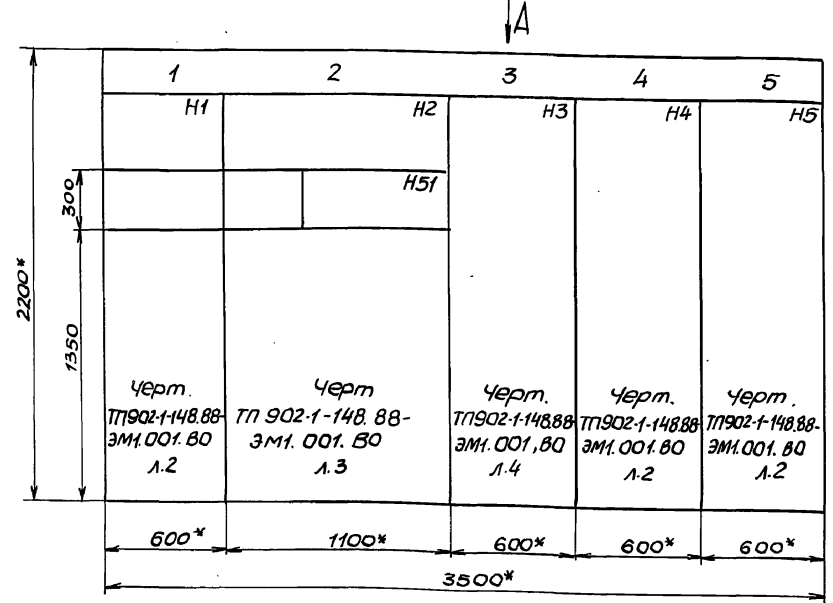 А
1 2 3 4 5
Н1 Н2 Н3 Н4 Н5
Н51
300
2200*
1350
Черт.
ТП902-1-148.88-
ЭМ1.001.ВО
л.2
Черт
ТП 902-1-148. 88-
ЭМ1. 001. ВО
л.3
Черт.
ТП902-1-148.88-
ЭМ1.001,ВО
л.4
Черт.
ТП902-1-148.88
ЭМ1.001.ВО
л.2
Черт.
ТП902-1-148.88-
ЭМ1.001.ВО
л.2
600* 1100* 600* 600* 600*
3500*